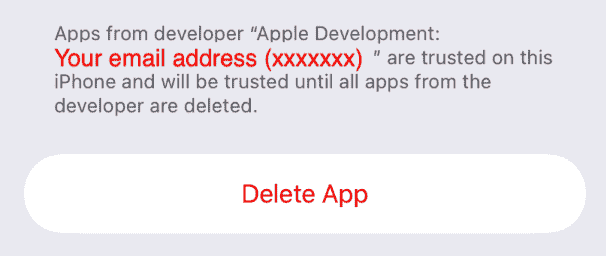 Apps from developer “Apple Development:
Your email address (xxxxxxx) ” are trusted on this
iPhone and will be trusted until all apps from the
developer are deleted.
Delete App